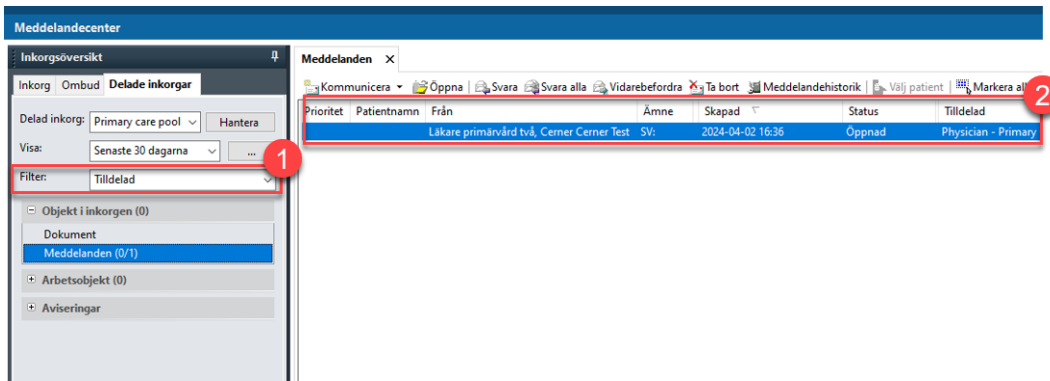 Meddelandecenter
Inkorgsöversikt
Inkorg Ombud Delade inkorgar
Delad inkorg: Primary care pool Hantera
Visa: Senaste 30 dagarna ...
1
Filter: Tilldelad
Objekt i inkorgen (0)
Dokument
Meddelanden (0/1)
Arbetsobjekt (0)
Aviseringar
Meddelanden X
Kommunicera Öppna Svara Svara alla Vidarebefordra Ta bort Meddelandehistorik Välj patient Markera
2
Prioritet Patientnamn Från Ämne Skapad Status Tilldelad
Läkare primärvård två, Cerner Cerner Test SV: 2024-04-02 16:36 Öppnad Physician - Primary